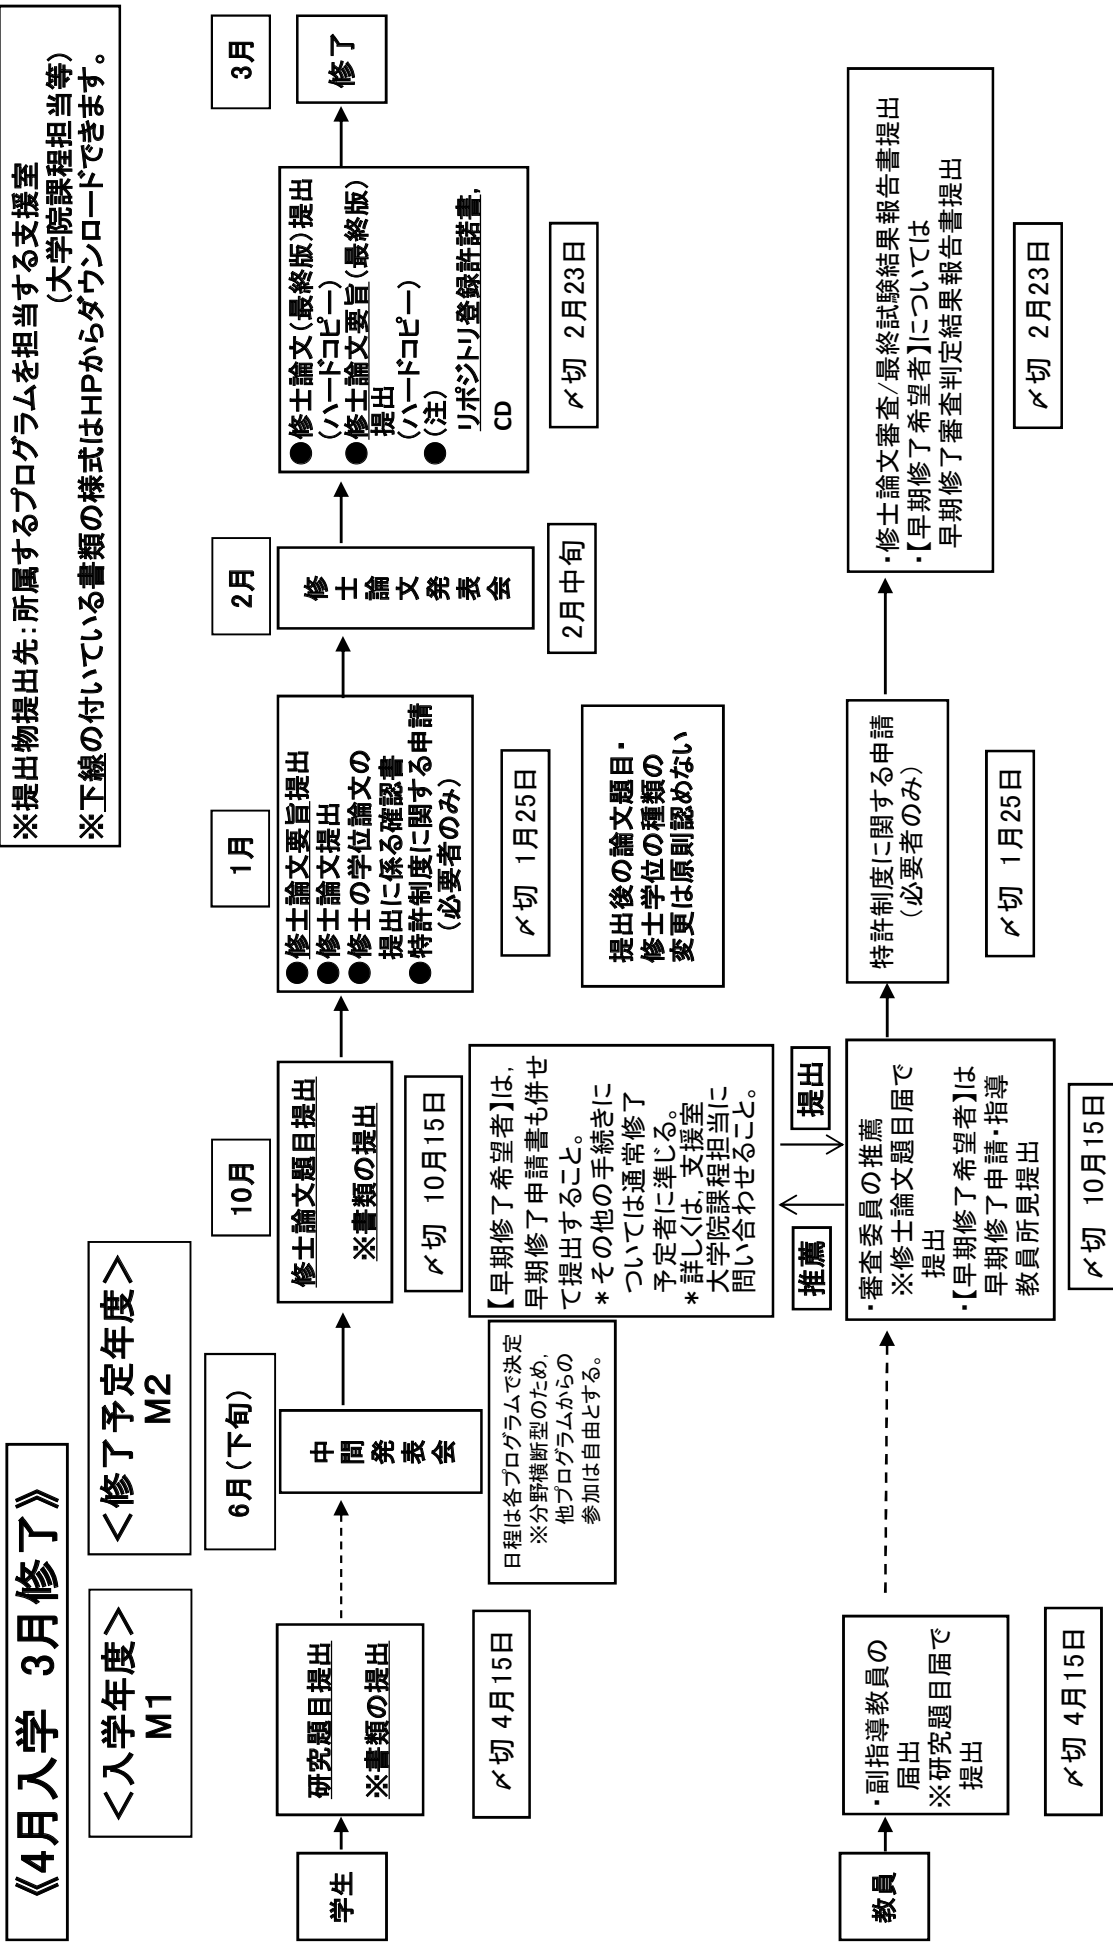 《4月入学 3月修了》
※提出物提出先：所属するプログラムを担当する支援室
（大学院課程担当等）
※下線の付いている書類の様式はHPからダウンロードできます。
＜入学年度＞
M1
＜修了予定年度＞
M2
6月（下旬）
10月
1月
2月
3月
学生
研究題目提出
※書類の提出
〆切 4月15日
中間発表会
日程は各プログラムで決定
※分野横断型のため，
他プログラムからの
参加は自由とする。
修士論文題目提出
※書類の提出
〆切 10月15日
【早期修了希望者】は，
早期修了申請書も併せ
て提出すること。
＊その他の手続きに
ついては通常修了
予定者に準じる。
＊詳しくは，支援室
大学院課程担当に
問い合わせること。
●修士論文要旨提出
●修士論文提出
●修士の学位論文の
提出に係る確認書
●特許制度に関する申請
（必要者のみ）
〆切 1月25日
提出後の論文題目・
修士学位の種類の
変更は原則認めない
修士論文発表会
2月中旬
●修士論文（最終版）提出
（ハードコピー）
●修士論文要旨（最終版）
提出
（ハードコピー）
●（注）
リポジトリ登録許諾書，
CD
〆切 2月23日
修了
推薦
提出
教員
・副指導教員の
届出
※研究題目届で
提出
〆切 4月15日
・審査委員の推薦
※修士論文題目届で
提出
・【早期修了希望者】は
早期修了申請・指導
教員所見提出
〆切 10月15日
特許制度に関する申請
（必要者のみ）
〆切 1月25日
・修士論文審査/最終試験結果報告書提出
・【早期修了希望者】については
早期修了審査判定結果報告書提出
〆切 2月23日